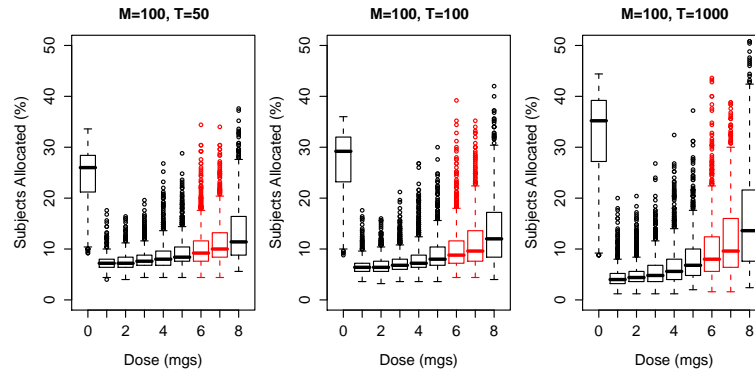 M=100, T=50
Subjects Allocated (%)
50
40
30
20
10
0
0 2 4 6 8
Dose (mgs)
M=100, T=100
Subjects Allocated (%)
50
40
30
20
10
0
0 2 4 6 8
Dose (mgs)
M=100, T=1000
Subjects Allocated (%)
50
40
30
20
10
0
0 2 4 6 8
Dose (mgs)